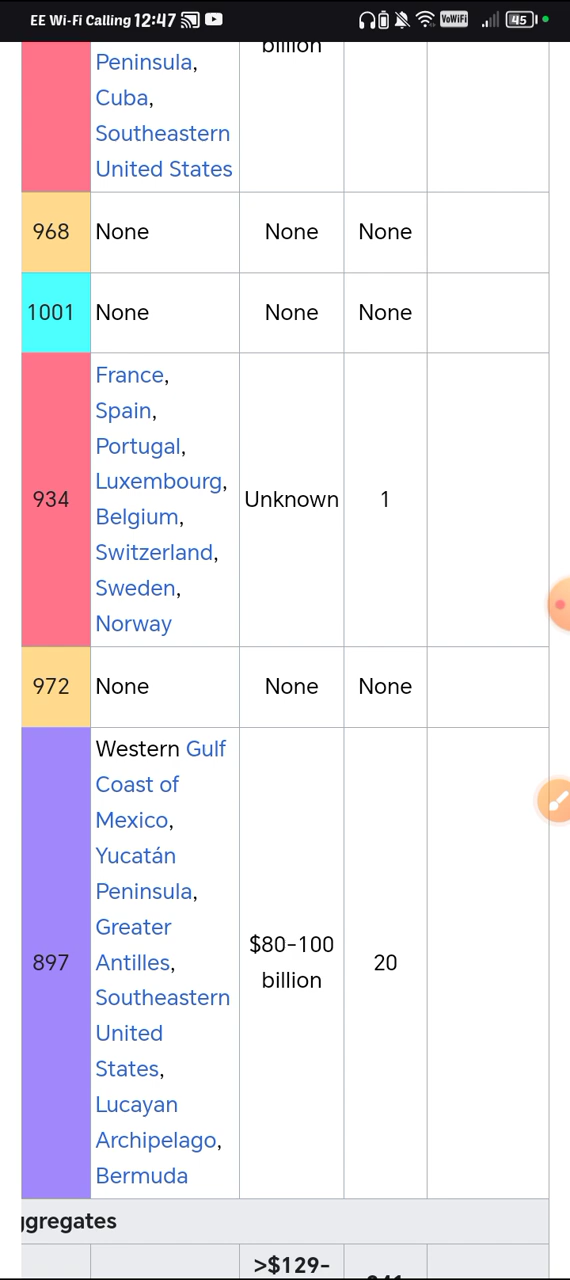 EE Wi-Fi Calling 12:47 VoWiFi 45
Peninsula, billion
Cuba,
Southeastern
United States
968 None None None
1001 None None None
France,
Spain,
Portugal,
Luxembourg,
934 Belgium, Unknown 1
Switzerland,
Sweden,
Norway
972 None None None
Western Gulf
Coast of
Mexico,
Yucatán
Peninsula,
Greater
897 Antilles, $80–100 billion 20
Southeastern
United
States,
Lucayan
Archipelago,
Bermuda
ggregates
>$129–